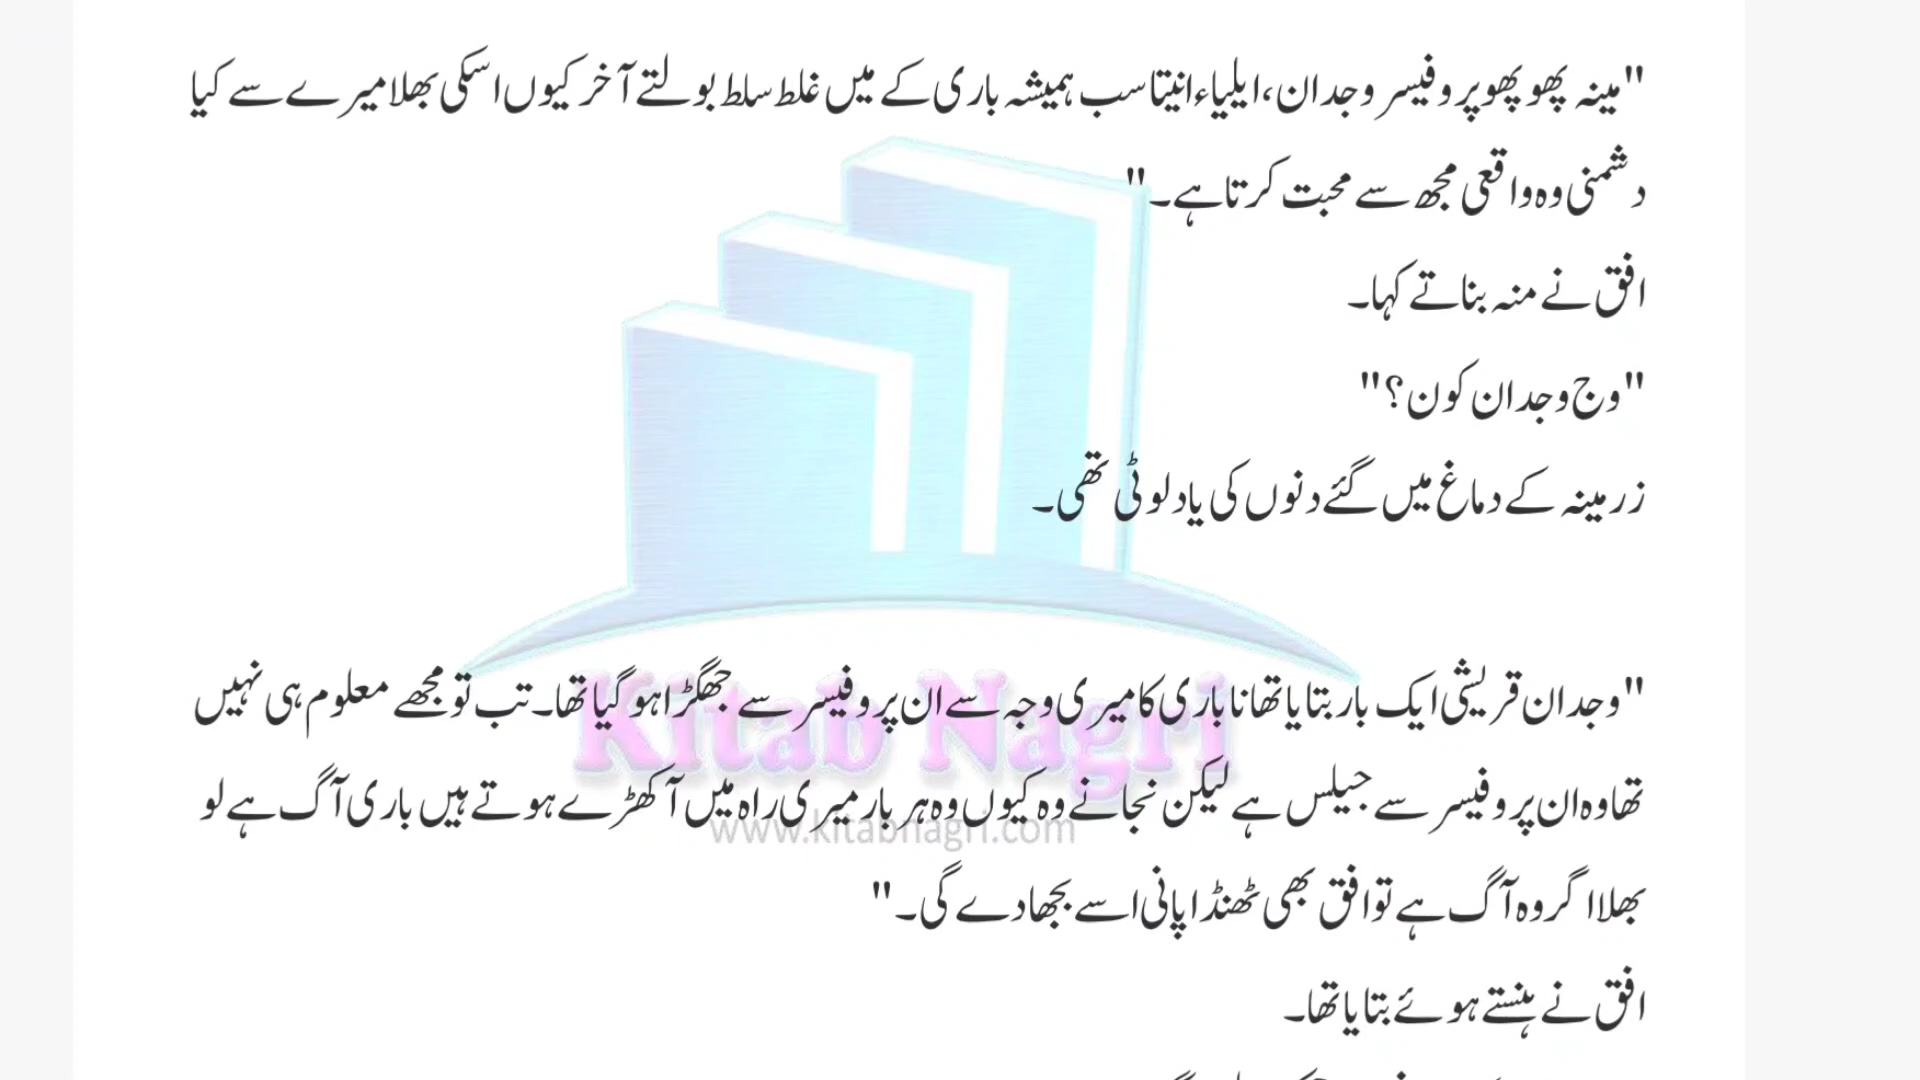 "مینہ پھوپھو پروفیسر وجدان، ایلیاء انیتا سب ہمیشہ باری کے میں غلط سلط بولتے آخر کیوں اسکی بھلا میرے سے کیا
دشمنی وہ واقعی مجھ سے محبت کرتا ہے۔"
افق نے منہ بناتے کہا۔
"وج وجدان کون؟"
زرمینہ کے دماغ میں گئے دنوں کی یاد لوٹی تھی۔
"وجدان قریشی ایک بار بتایا تھا نا باری کا میری وجہ سے ان پروفیسر سے جھگڑا ہو گیا تھا۔ تب تو مجھے معلوم ہی نہیں
تھا وہ ان پروفیسر سے جیلس ہے لیکن نجانے وہ کیوں وہ ہر بار میری راہ میں آکھڑے ہوتے ہیں باری آگ ہے لو
بھلا اگر وہ آگ ہے تو افق بھی ٹھنڈا پانی اسے بجھا دے گی۔"
افق نے ہنستے ہوئے بتایا تھا۔
Kitab Nagri
www.kitabnagri.com